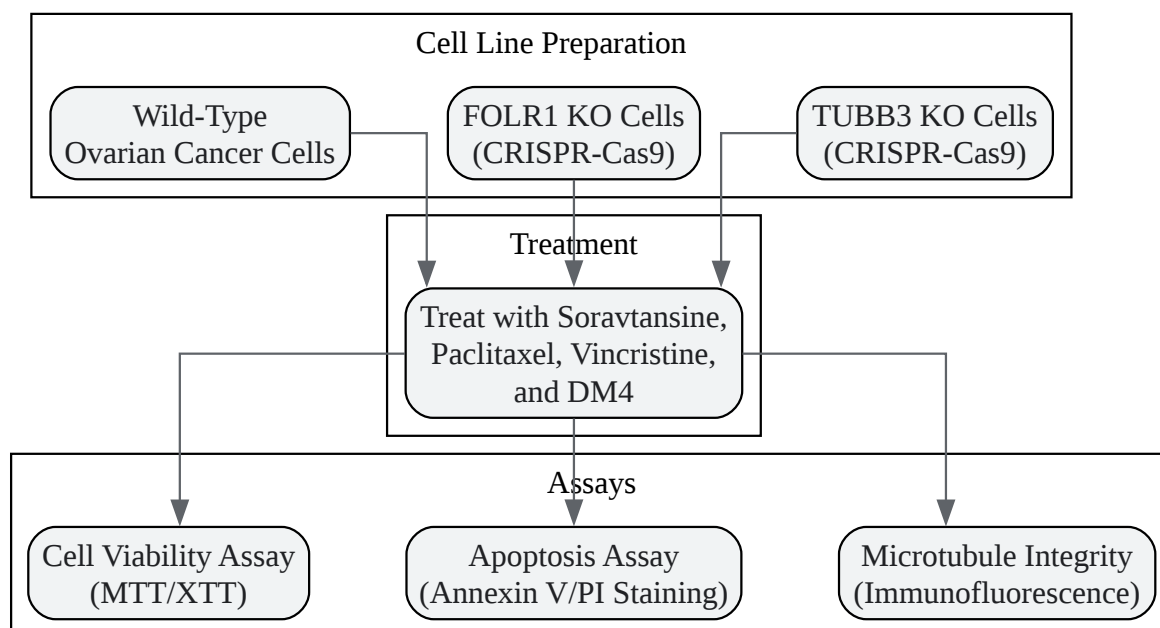 Cell Line Preparation
Wild-Type
Ovarian Cancer Cells
FOLR1 KO Cells
(CRISPR-Cas9)
TUBB3 KO Cells
(CRISPR-Cas9)
Treatment
Treat with Soravtansine,
Paclitaxel, Vincristine,
and DM4
Assays
Cell Viability Assay
(MTT/XTT)
Apoptosis Assay
(Annexin V/PI Staining)
Microtubule Integrity
(Immunofluorescence)